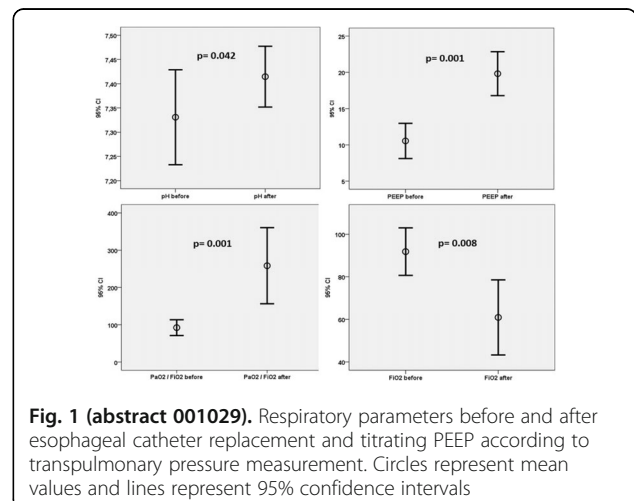 7,50
7,45
7,40
7,35
7,30
7,25
7,20
95% CI
p= 0.042
pH before
pH after
25
20
15
10
5
95% CI
p= 0.001
PEEP before
PEEP after
400
300
200
100
0
95% CI
p= 0.001
PaO2 / FiO2 before
PaO2 / FiO2 after
100
80
60
40
95% CI
p= 0.008
FiO2 before
FiO2 after
Fig. 1 (abstract 001029). Respiratory parameters before and after
esophageal catheter replacement and titrating PEEP according to
transpulmonary pressure measurement. Circles represent mean
values and lines represent 95% confidence intervals